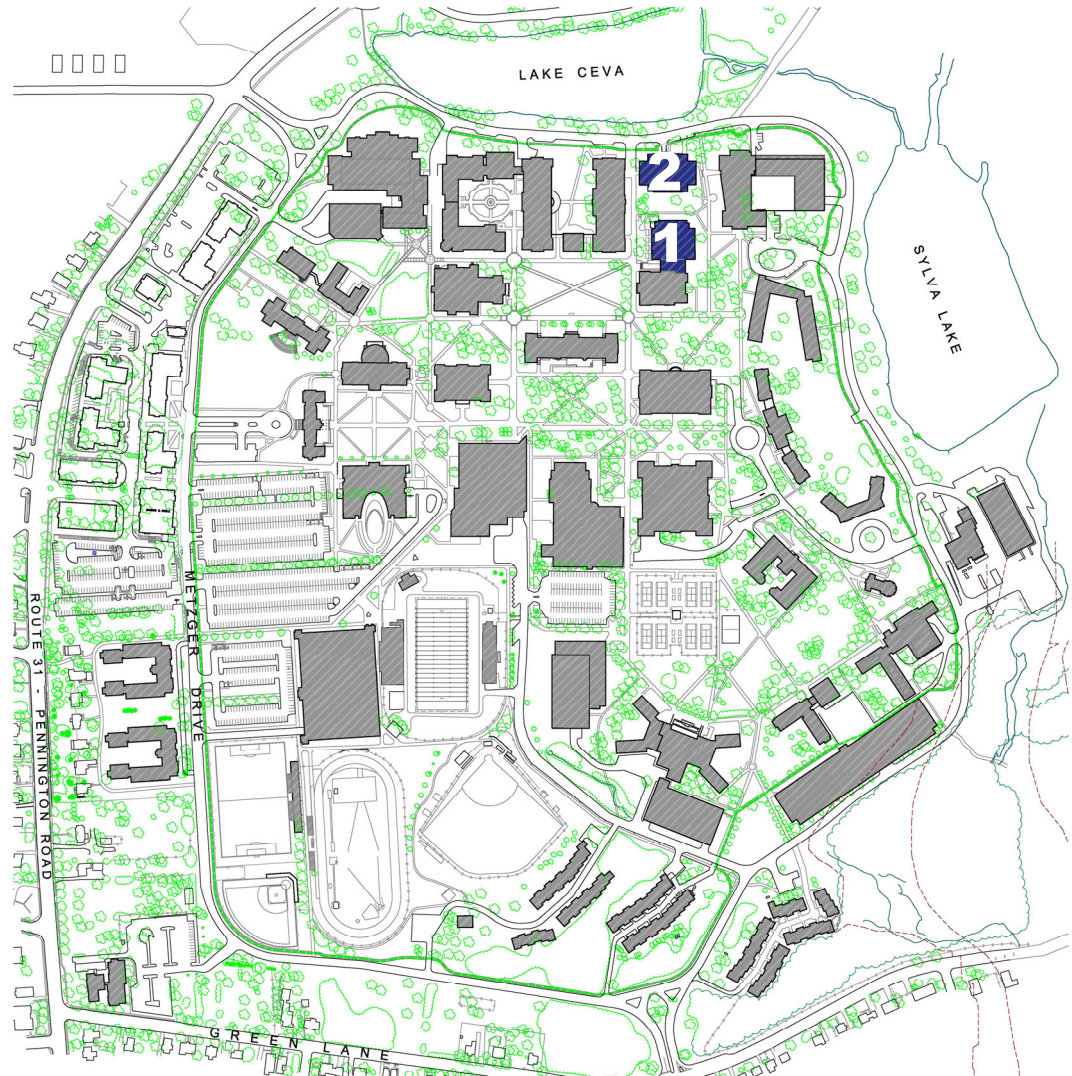 LAKE CEVA
2
1
SYLVA LAKE
METZGER DRIVE
ROUTE 31 - PENNINGTON ROAD
GREEN LANE